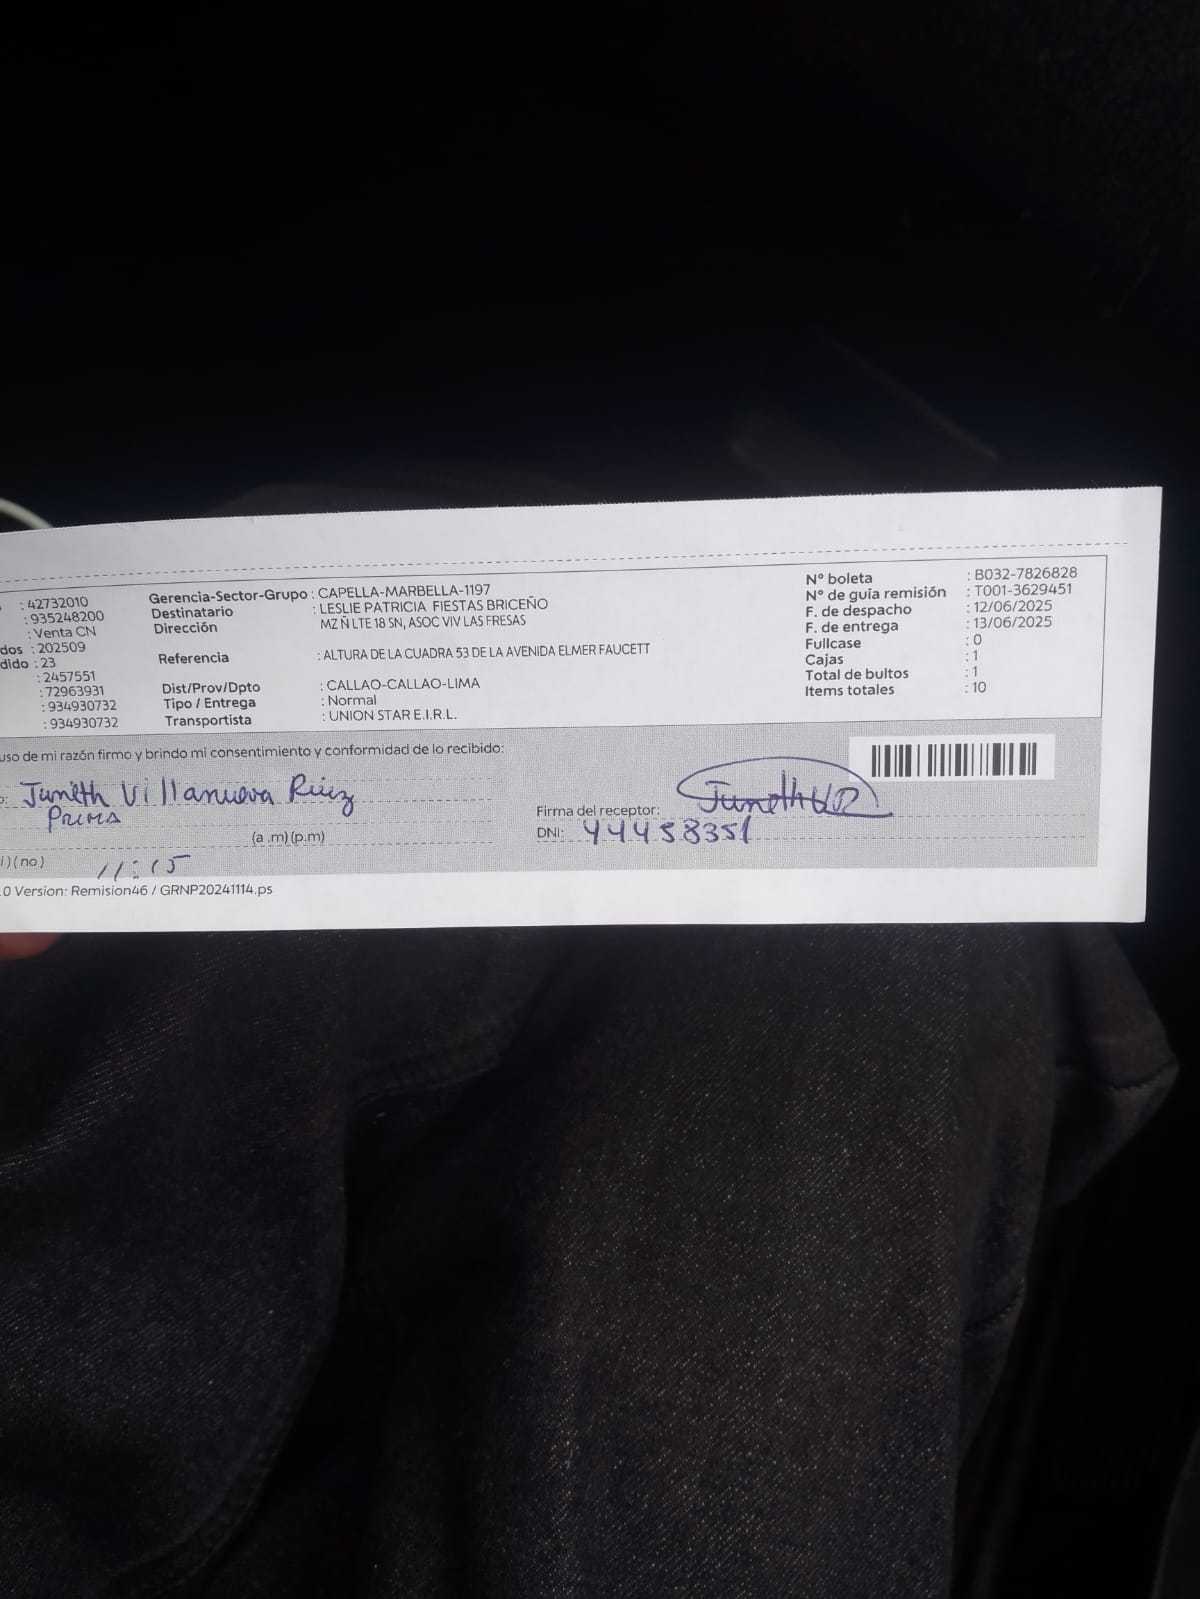 : 42732010
: 935248200
: Venta CN
dos : 202509
dido : 23
: 2457551
: 72963931
: 934930732
: 934930732
Gerencia-Sector-Grupo : CAPELLA-MARBELLA-1197
Destinatario : LESLIE PATRICIA FIESTAS BRICEÑO
Dirección MZ Ñ LTE 18 SN, ASOC VIV LAS FRESAS
Referencia : ALTURA DE LA CUADRA 53 DE LA AVENIDA ELMER FAUCETT
Dist/Prov/Dpto : CALLAO-CALLAO-LIMA
Tipo / Entrega : Normal
Transportista : UNION STAR E.I.R.L.
N° boleta : B032-7826828
N° de guía remisión : T001-3629451
F. de despacho : 12/06/2025
F. de entrega : 13/06/2025
Fullcase : 0
Cajas : 1
Total de bultos : 1
Items totales : 10
uso de mi razón firmo y brindo mi consentimiento y conformidad de lo recibido:
o: Juneth Villanueva Ruiz
PRIMA
(a .m) (p.m)
i ) ( no ) 11:15
Firma del receptor: Juneth VR
DNI: 44458351
.0 Version: Remision46 / GRNP20241114.ps